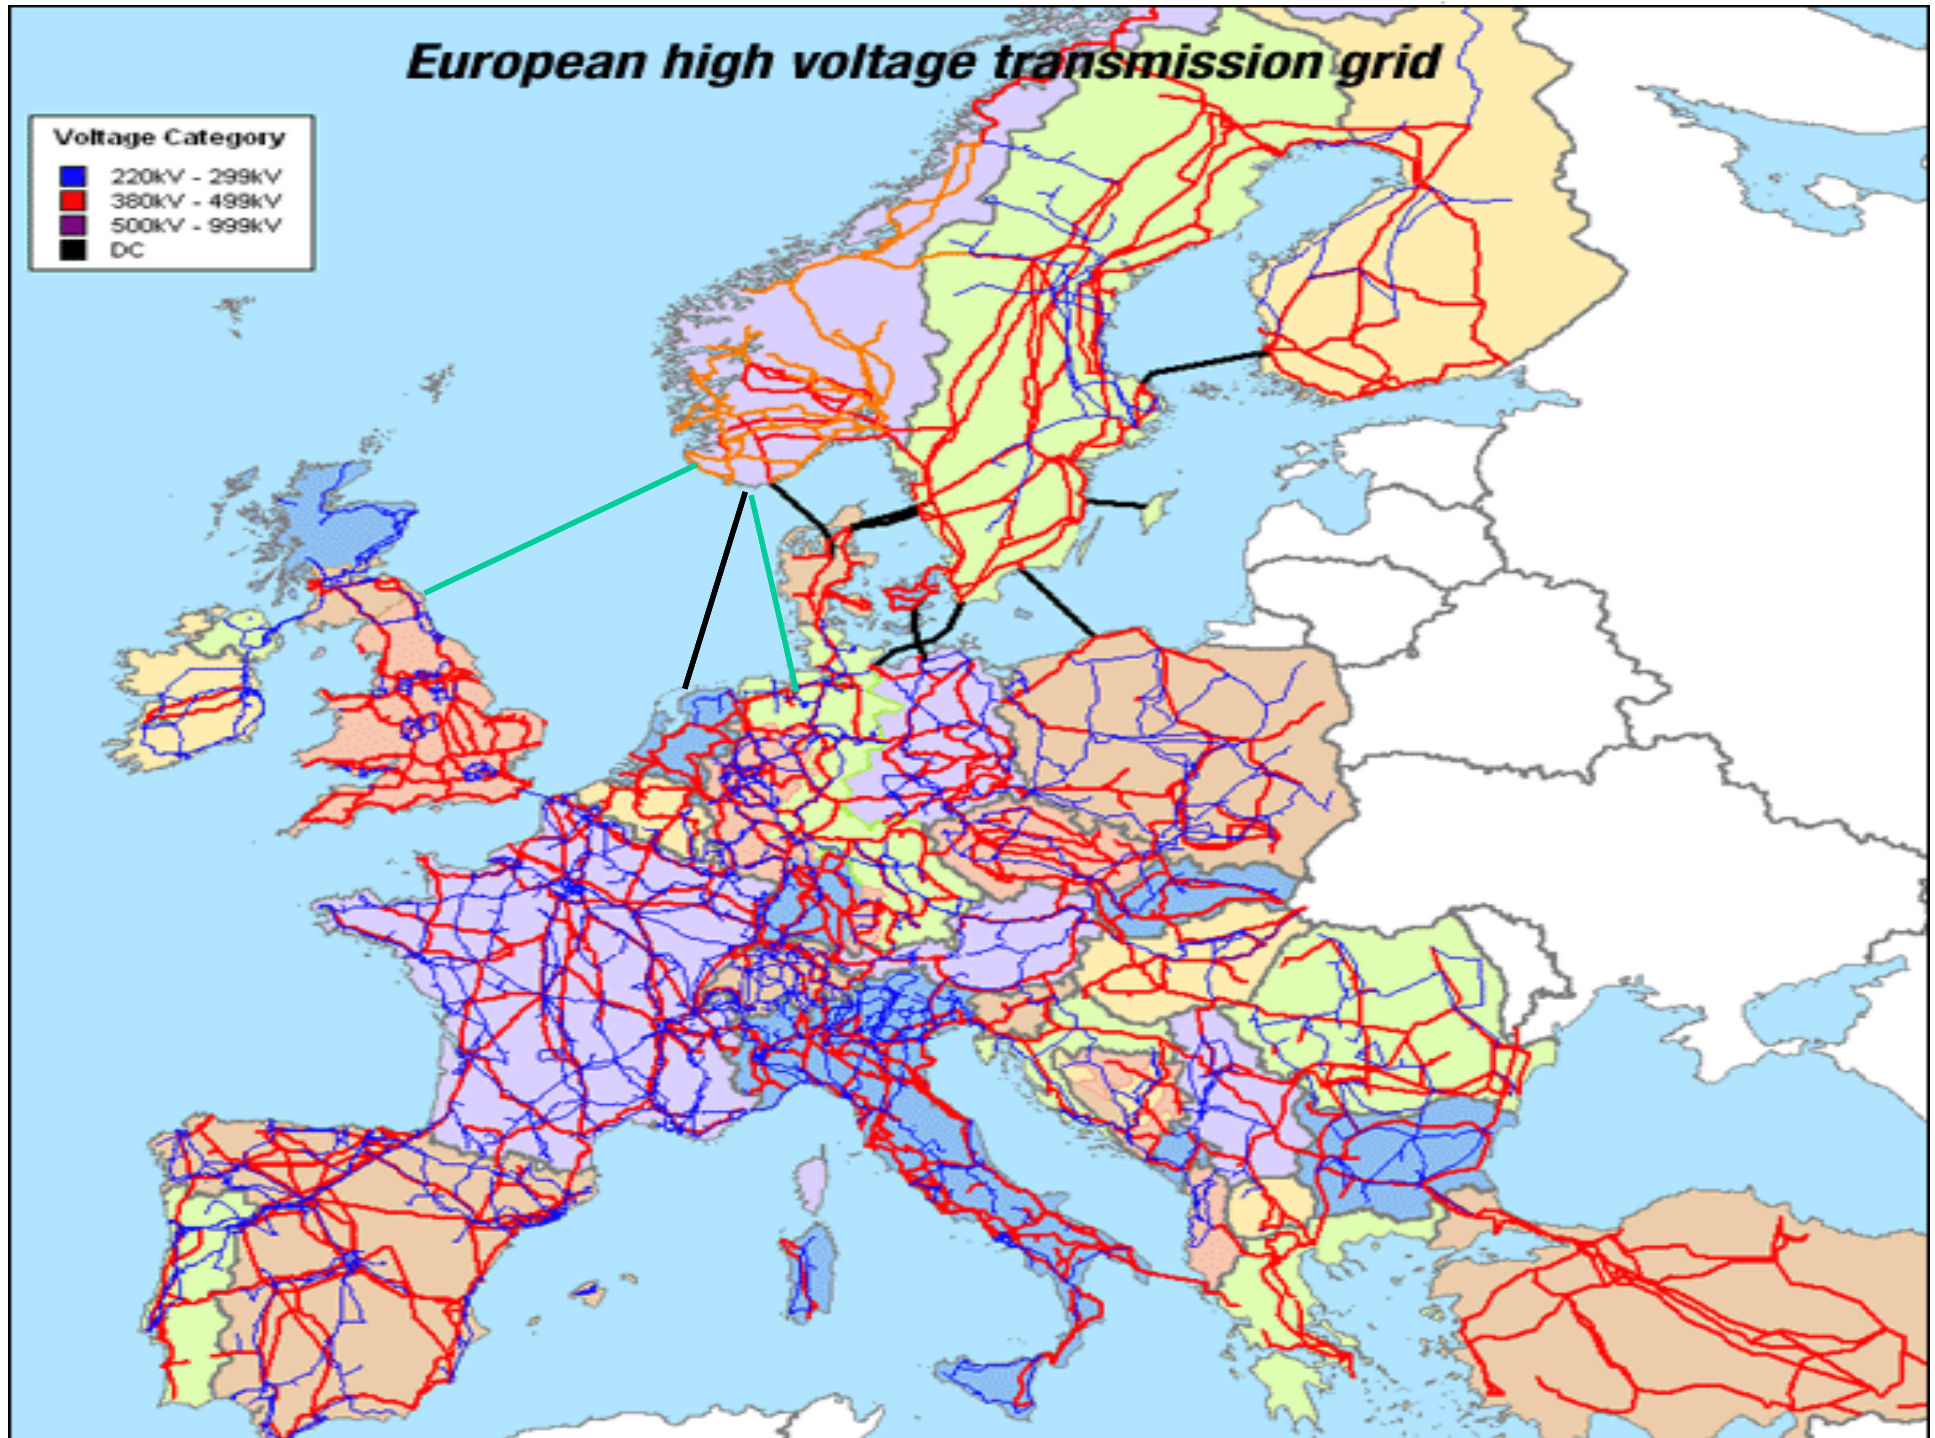 European high voltage transmission grid
Voltage Category
220kV - 299kV
380kV - 499kV
500kV - 999kV
DC